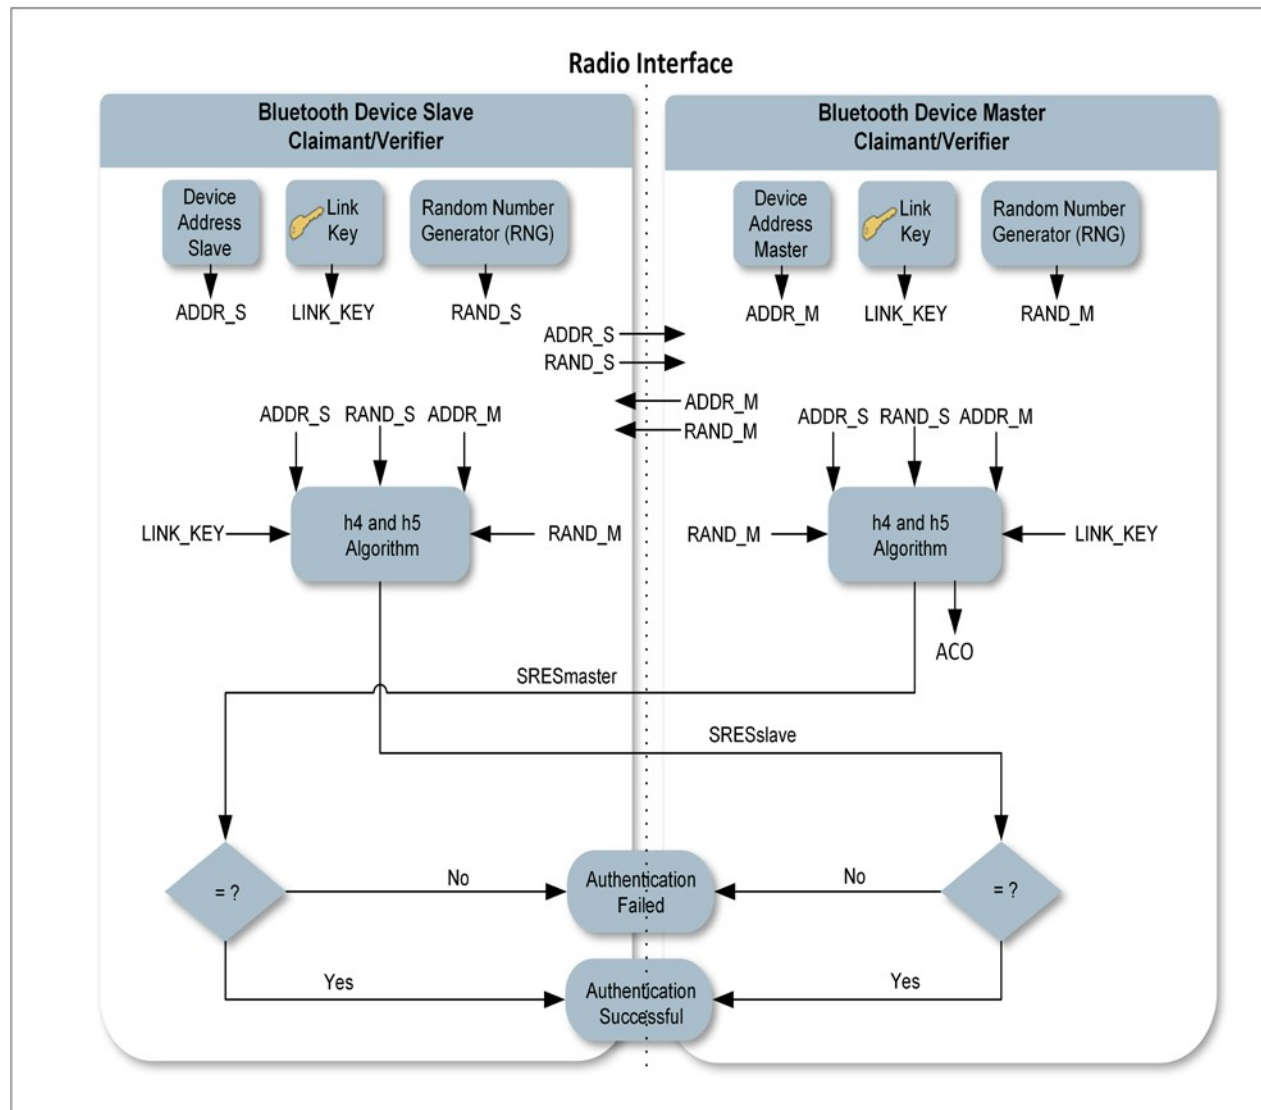 Radio Interface
Bluetooth Device Slave
Claimant/Verifier
Device
Address
Slave
Link
Key
Random Number
Generator (RNG)
ADDR_S
LINK_KEY
RAND_S
Bluetooth Device Master
Claimant/Verifier
Device
Address
Master
Link
Key
Random Number
Generator (RNG)
ADDR_M
LINK_KEY
RAND_M
ADDR_S
RAND_S
ADDR_M
RAND_M
ADDR_S
RAND_S
ADDR_M
LINK_KEY
h4 and h5
Algorithm
RAND_M
ADDR_S
RAND_S
ADDR_M
RAND_M
h4 and h5
Algorithm
LINK_KEY
ACO
SRESmaster
SRESslave
= ?
No
Authentication
Failed
No
= ?
Yes
Authentication
Successful
Yes